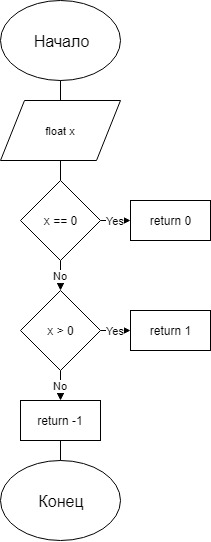 Начало
float x
x == 0
Yes
return 0
No
x > 0
Yes
return 1
No
return -1
Конец